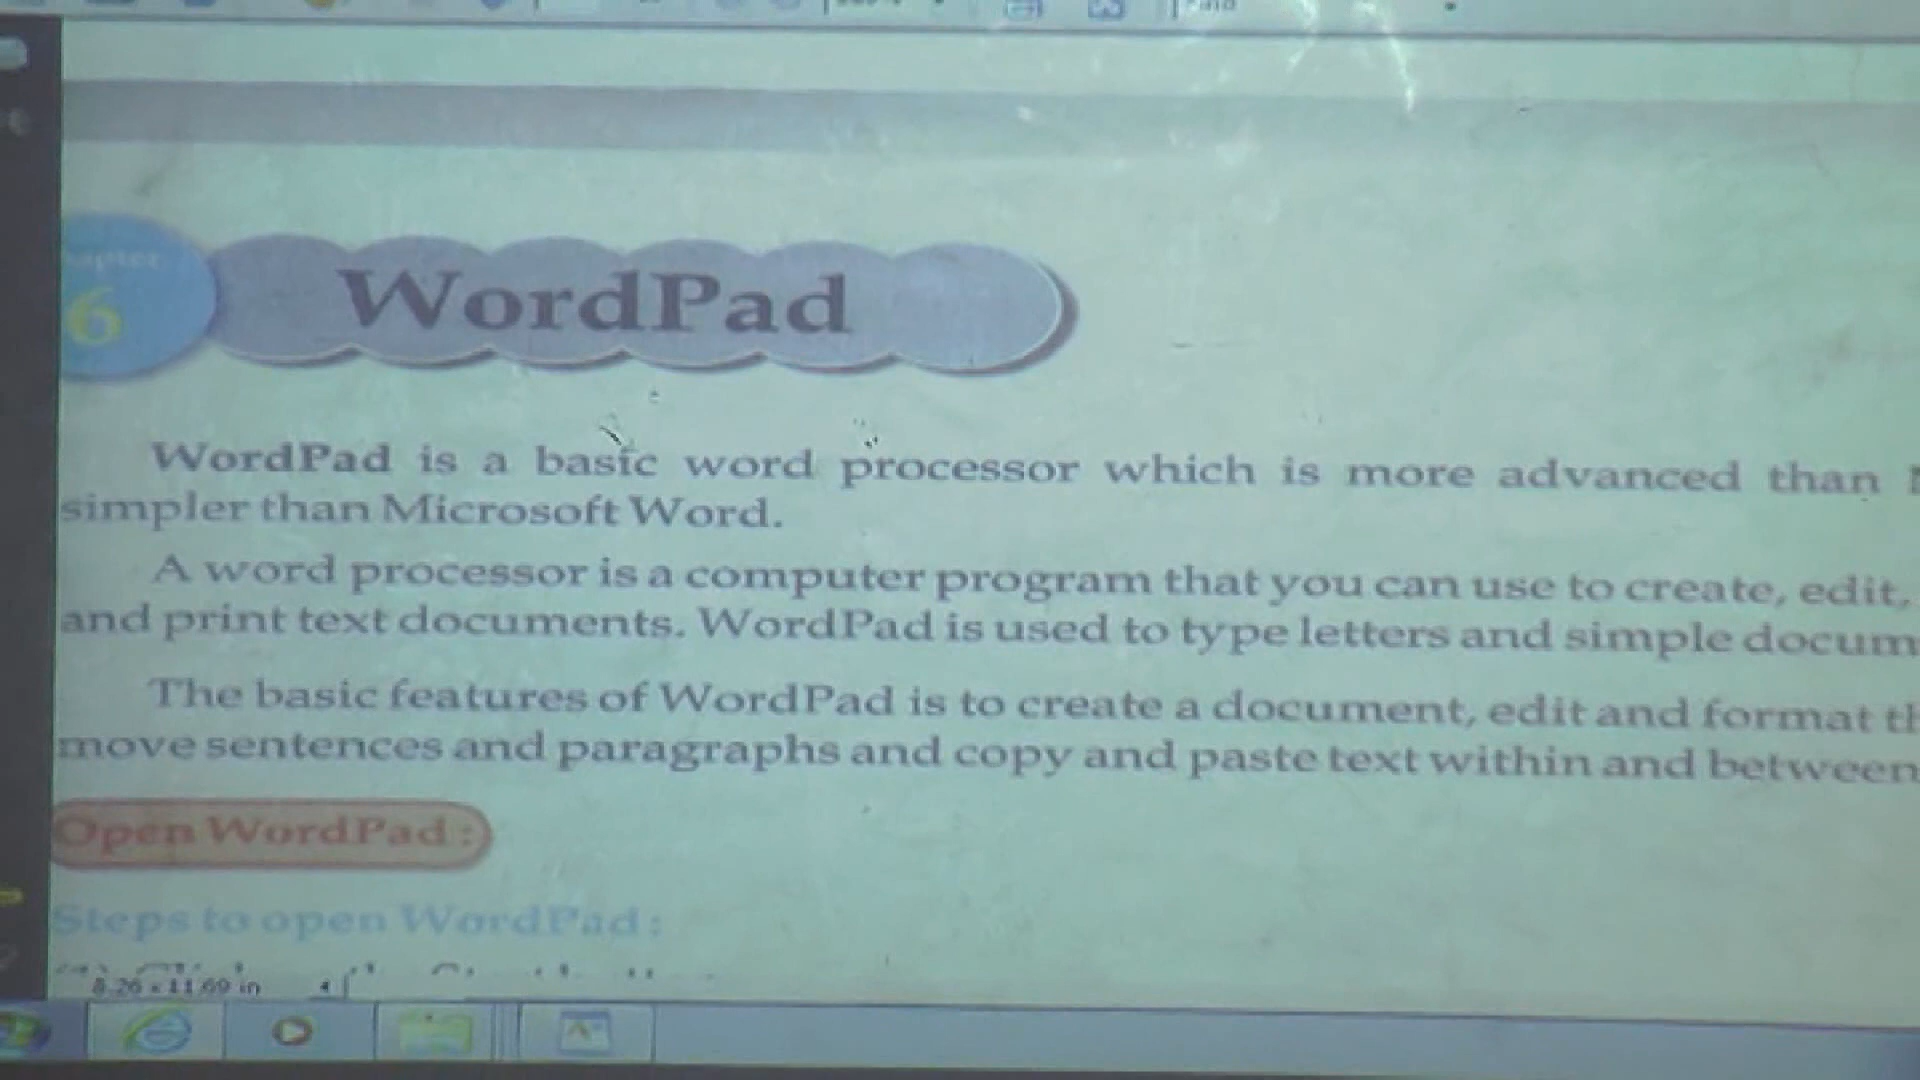 6
WordPad
WordPad is a basic word processor which is more advanced than
simpler than Microsoft Word.
A word processor is a computer program that you can use to create, edit,
and print text documents. WordPad is used to type letters and simple docum
The basic features of WordPad is to create a document, edit and format th
move sentences and paragraphs and copy and paste text within and between
Open WordPad:
Steps to open WordPad:
8.26 x 11.69 in